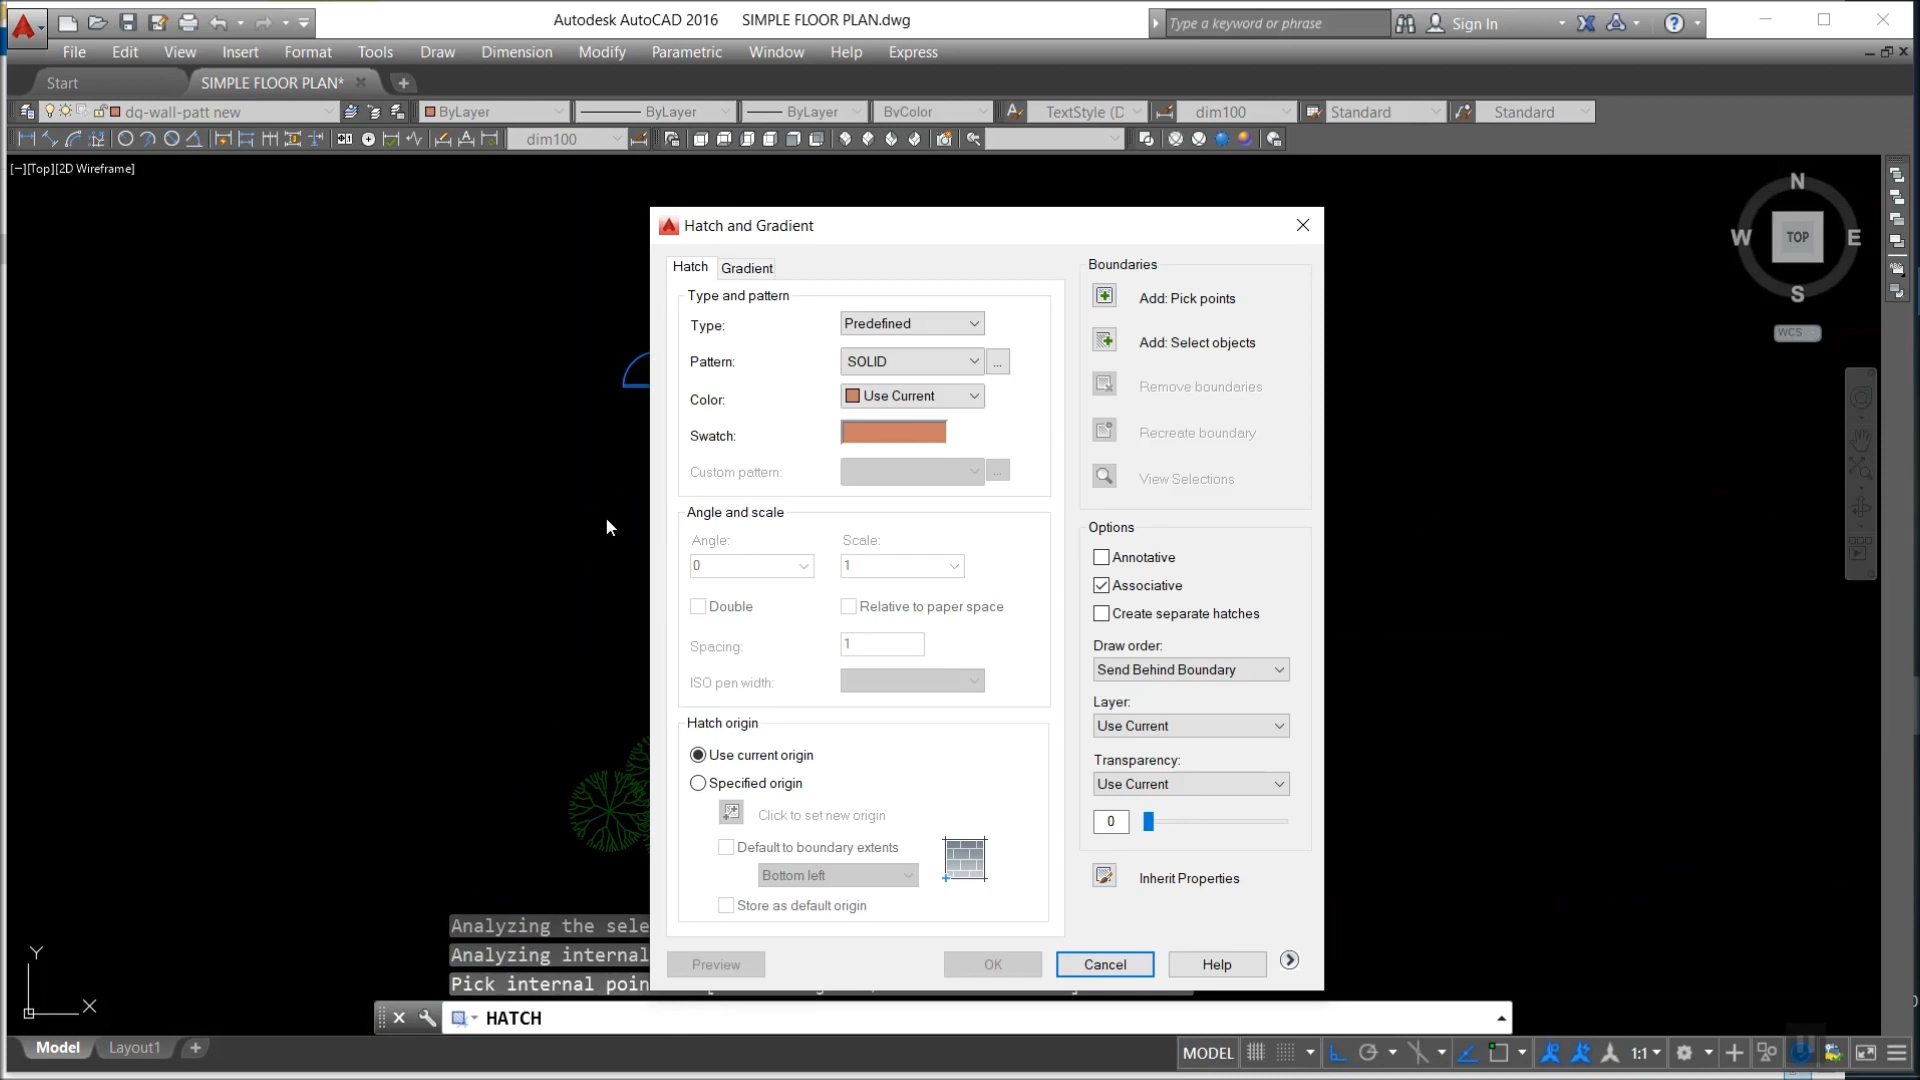 Autodesk AutoCAD 2016 SIMPLE FLOOR PLAN.dwg
Type a keyword or phrase
Sign In
File Edit View Insert Format Tools Draw Dimension Modify Parametric Window Help Express
Start
SIMPLE FLOOR PLAN*
dq-wall-patt new
ByLayer
ByLayer
ByLayer
ByColor
TextStyle (D
dim100
Standard
Standard
dim100
[−][Top][2D Wireframe]
N
W
TOP
E
S
WCS
Hatch and Gradient
Hatch
Gradient
Type and pattern
Type:
Predefined
Pattern:
SOLID
...
Color:
Use Current
Swatch:
Custom pattern:
...
Angle and scale
Angle:
Scale:
0
1
Double
Relative to paper space
Spacing:
1
ISO pen width:
Hatch origin
Use current origin
Specified origin
Click to set new origin
Default to boundary extents
Bottom left
Store as default origin
Boundaries
Add: Pick points
Add: Select objects
Remove boundaries
Recreate boundary
View Selections
Options
Annotative
Associative
Create separate hatches
Draw order:
Send Behind Boundary
Layer:
Use Current
Transparency:
Use Current
0
Inherit Properties
Preview
OK
Cancel
Help
Analyzing the sele
Analyzing internal
Pick internal poin
Y
X
HATCH
Model
Layout1
MODEL
1:1